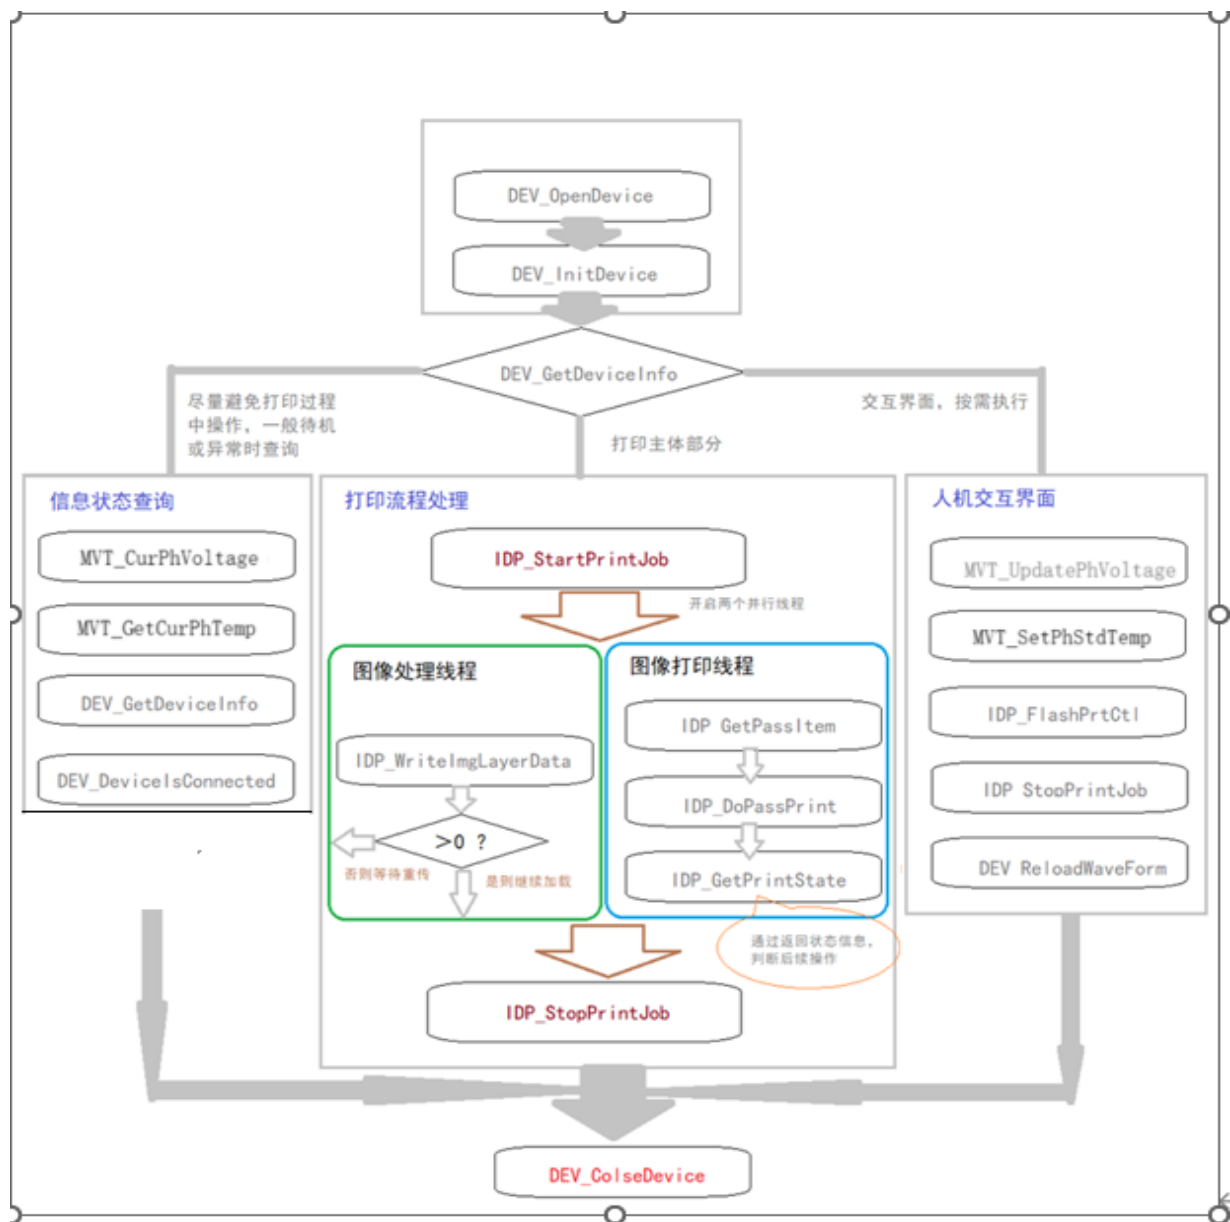 DEV_OpenDevice
DEV_InitDevice
DEV_GetDeviceInfo
尽量避免打印过程
中操作，一般待机
或异常时查询
打印主体部分
交互界面，按需执行
信息状态查询
MVT_CurPhVoltage
MVT_GetCurPhTemp
DEV_GetDeviceInfo
DEV_DeviceIsConnected
打印流程处理
IDP_StartPrintJob
开启两个并行线程
图像处理线程
IDP_WriteImgLayerData
>0 ?
否则等待重传
是则继续加载
图像打印线程
IDP GetPassItem
IDP_DoPassPrint
IDP_GetPrintState
通过返回状态信息，
判断后续操作
IDP_StopPrintJob
人机交互界面
MVT_UpdatePhVoltage
MVT_SetPhStdTemp
IDP_FlashPrtCtl
IDP StopPrintJob
DEV ReloadWaveForm
DEV_ColseDevice